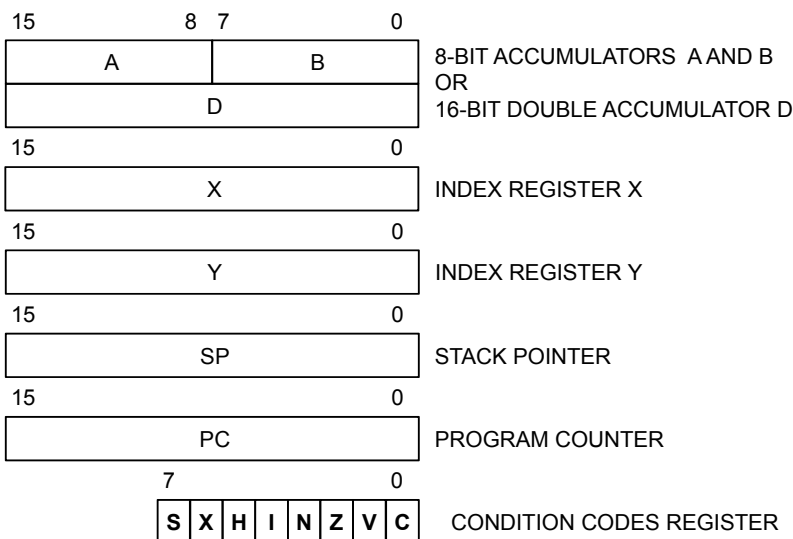 15 8 7 0
A B
8-BIT ACCUMULATORS A AND B
OR
D
16-BIT DOUBLE ACCUMULATOR D
15 0
X INDEX REGISTER X
15 0
Y INDEX REGISTER Y
15 0
SP STACK POINTER
15 0
PC PROGRAM COUNTER
7 0
S X H I N Z V C CONDITION CODES REGISTER